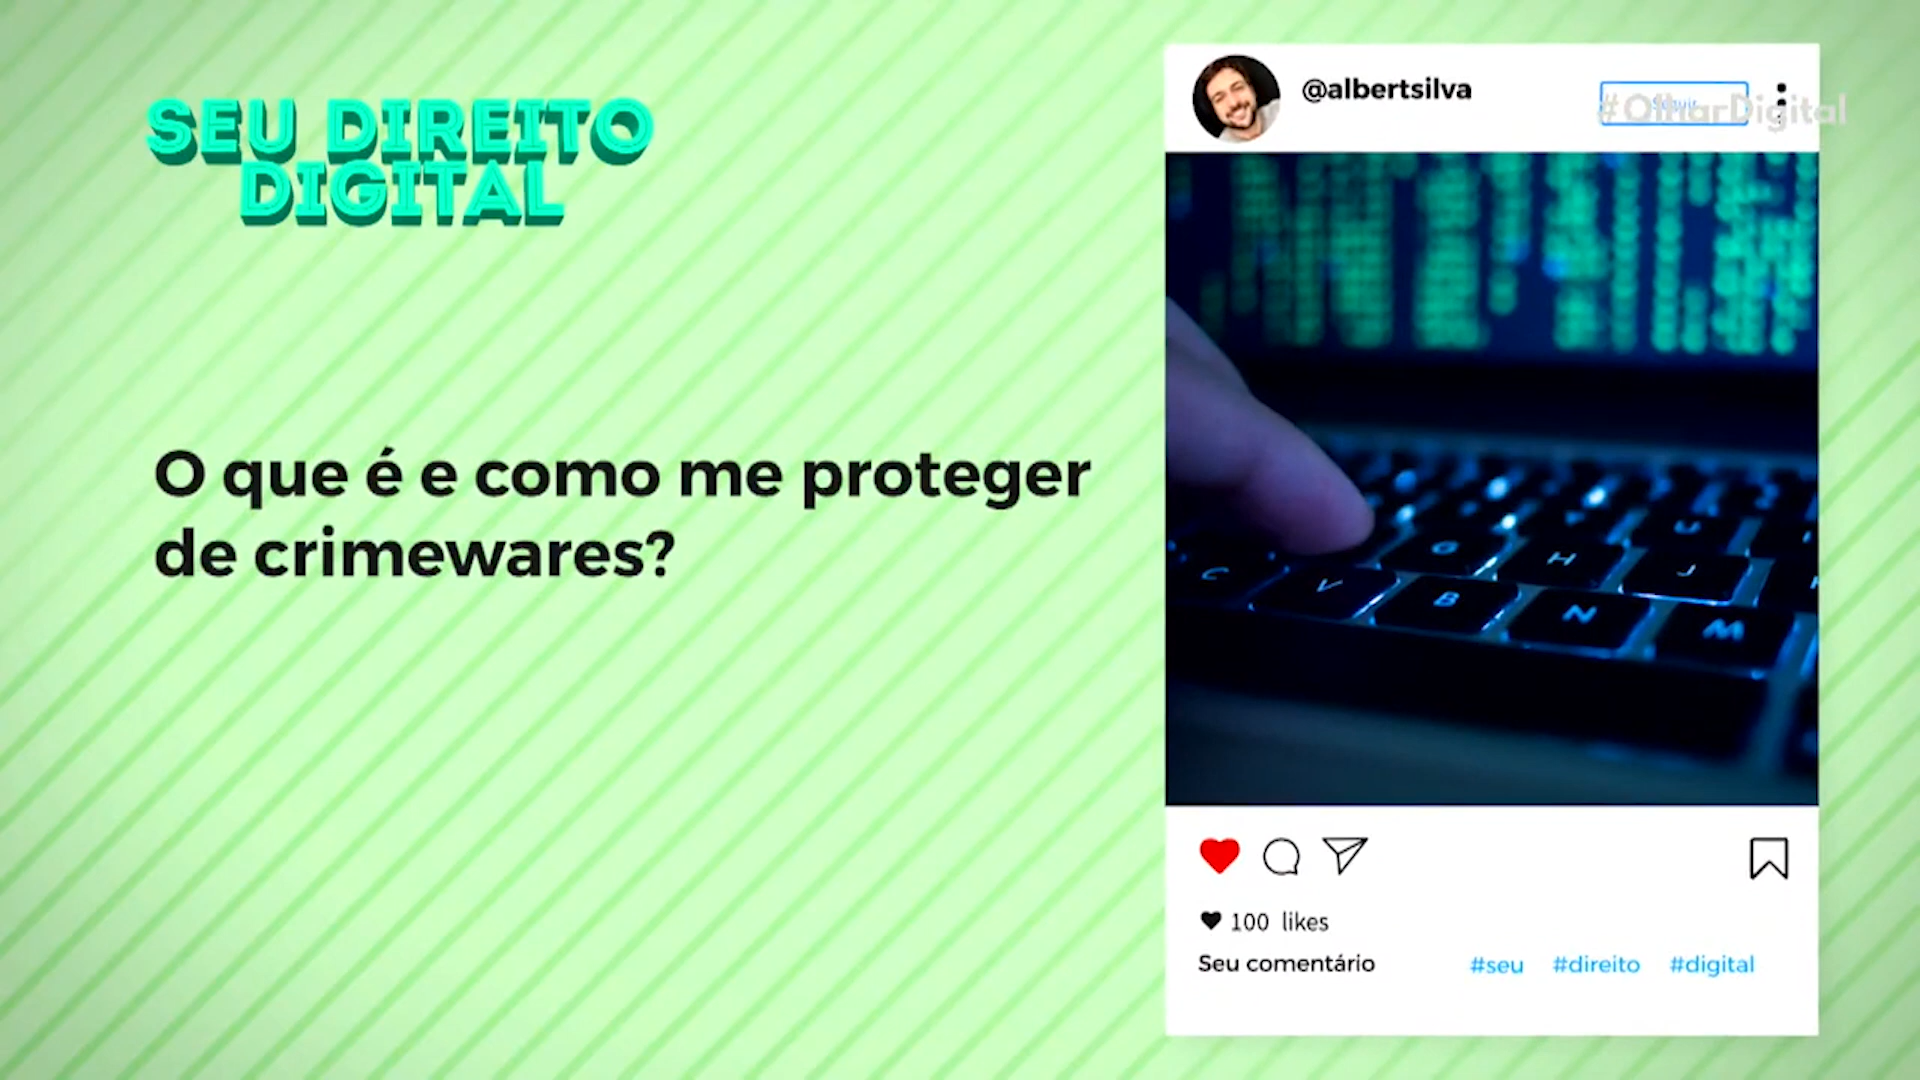 SEU DIREITO
DIGITAL
O que é e como me proteger
de crimewares?
@albertsilva
#OlharDigital
C V B N M
G H J
U
100 likes
Seu comentário #seu #direito #digital